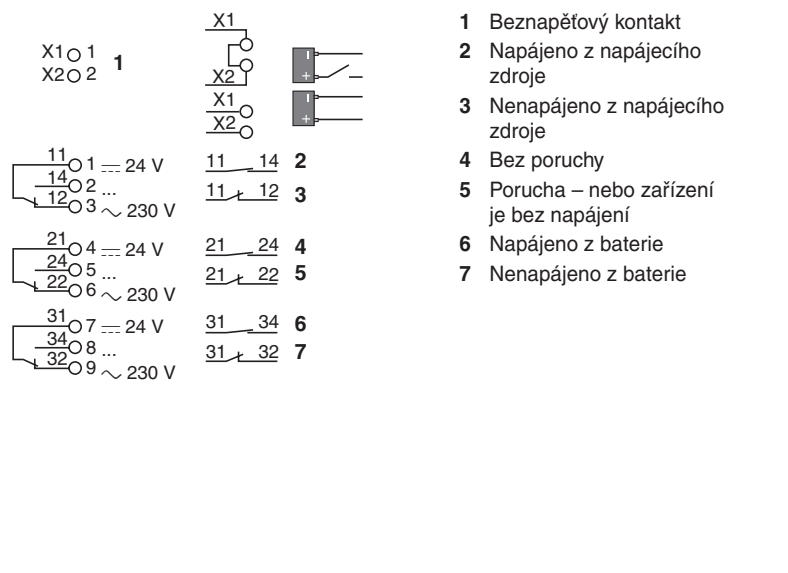 X1 1
X2 2
1
X1
X2
X1
X2
– +
– +
11 1 24 V
14 2 ...
12 3 230 V
11 14 2
11 12 3
21 4 24 V
24 5 ...
22 6 230 V
21 24 4
21 22 5
31 7 24 V
34 8 ...
32 9 230 V
31 34 6
31 32 7
1 Beznapěťový kontakt
2 Napájeno z napájecího
zdroje
3 Nenapájeno z napájecího
zdroje
4 Bez poruchy
5 Porucha – nebo zařízení
je bez napájení
6 Napájeno z baterie
7 Nenapájeno z baterie